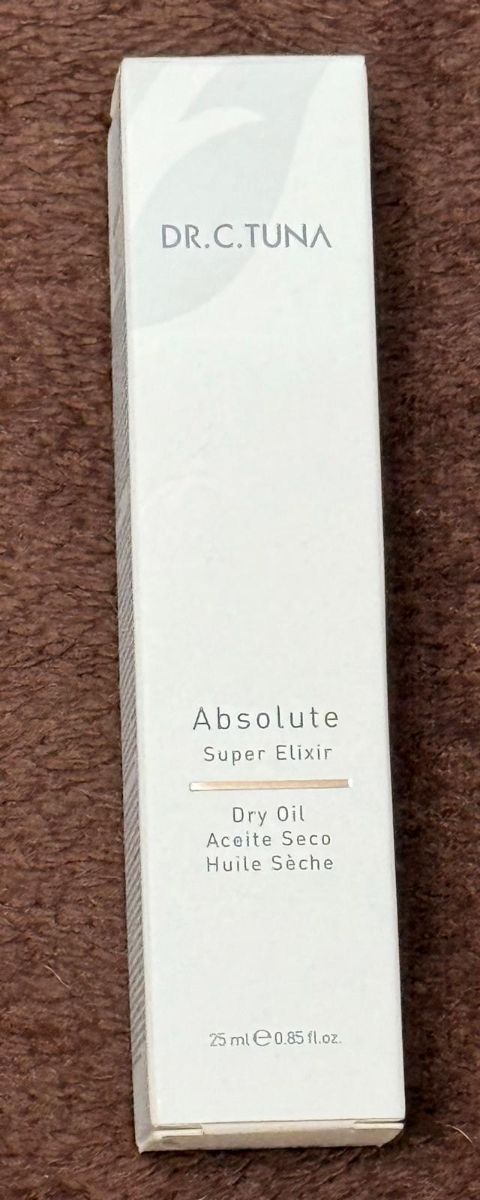 DR.C.TUNA
Absolute
Super Elixir
Dry Oil
Aceite Seco
Huile Sèche
25 ml ℮ 0.85 fl.oz.